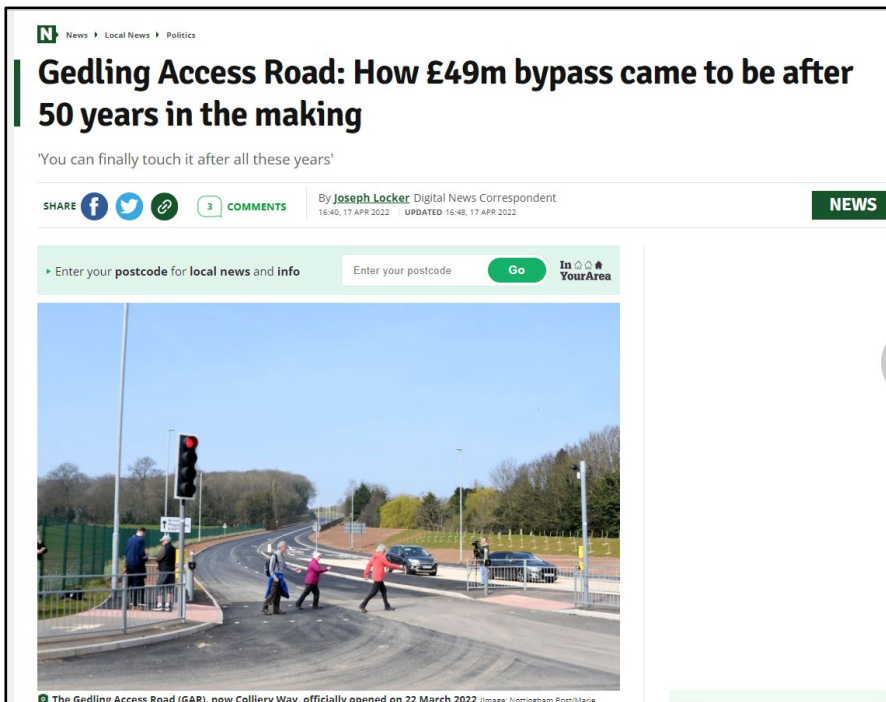 N News Local News Politics
Gedling Access Road: How £49m bypass came to be after
50 years in the making
'You can finally touch it after all these years'
SHARE 3 COMMENTS
By Joseph Locker Digital News Correspondent
16:40, 17 APR 2022 UPDATED 16:48, 17 APR 2022
NEWS
Enter your postcode for local news and info
Enter your postcode
Go
In YourArea
The Gedling Access Road (GAR), now Colliery Way, officially opened on 22 March 2022 (Image: Nottingham Post/Marie